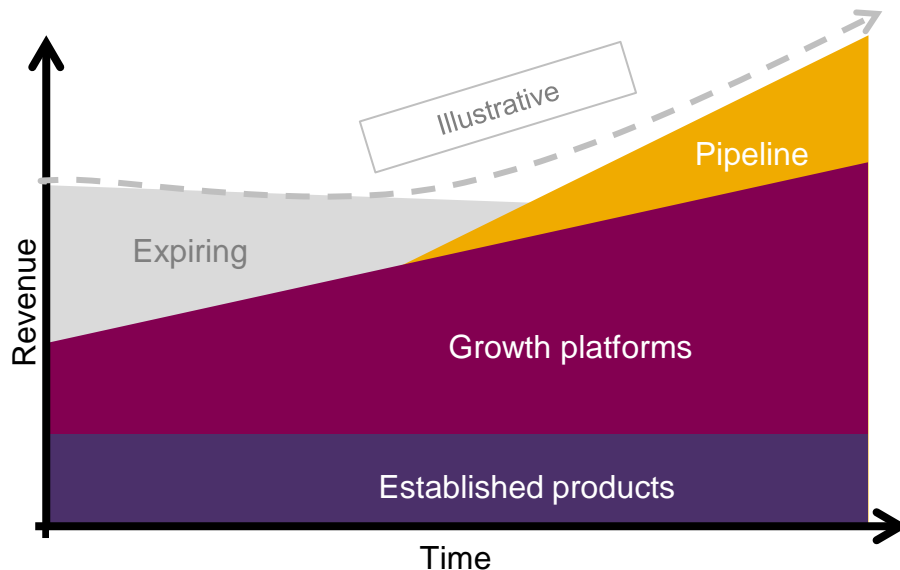 Illustrative
Pipeline
Expiring
Revenue
Growth platforms
Established products
Time